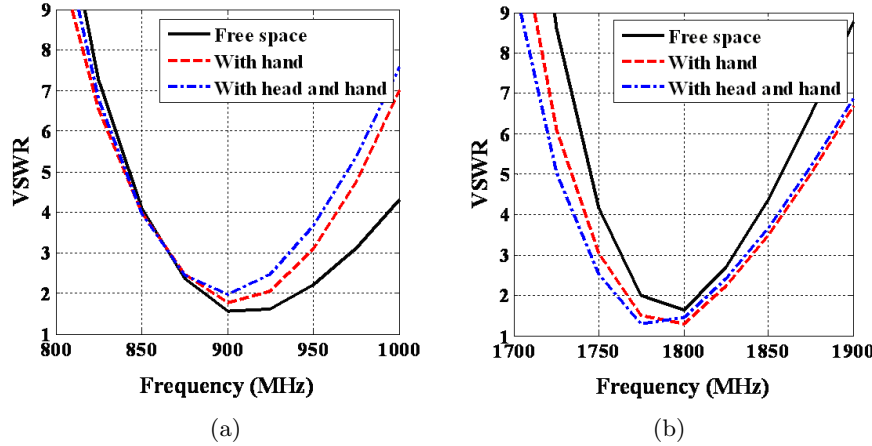 9
8
7
6
5
4
3
2
1
VSWR
Free space
With hand
With head and hand
800 850 900 950 1000
Frequency (MHz)
(a)
9
8
7
6
5
4
3
2
1
VSWR
Free space
With hand
With head and hand
1700 1750 1800 1850 1900
Frequency (MHz)
(b)